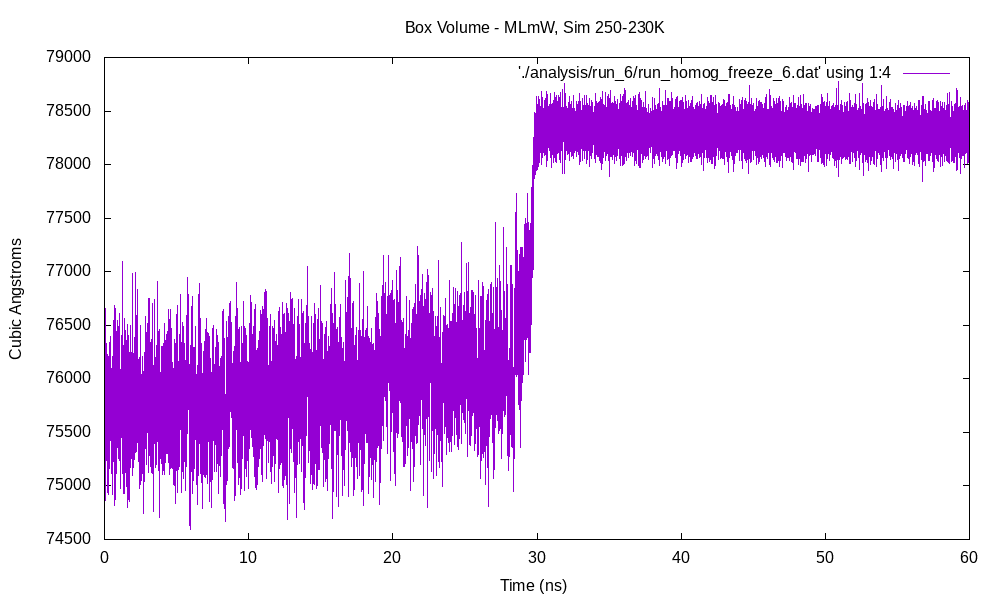 Box Volume - MLmW, Sim 250-230K
'./analysis/run_6/run_homog_freeze_6.dat' using 1:4
79000
78500
78000
77500
77000
76500
76000
75500
75000
74500
Cubic Angstroms
0 10 20 30 40 50 60
Time (ns)